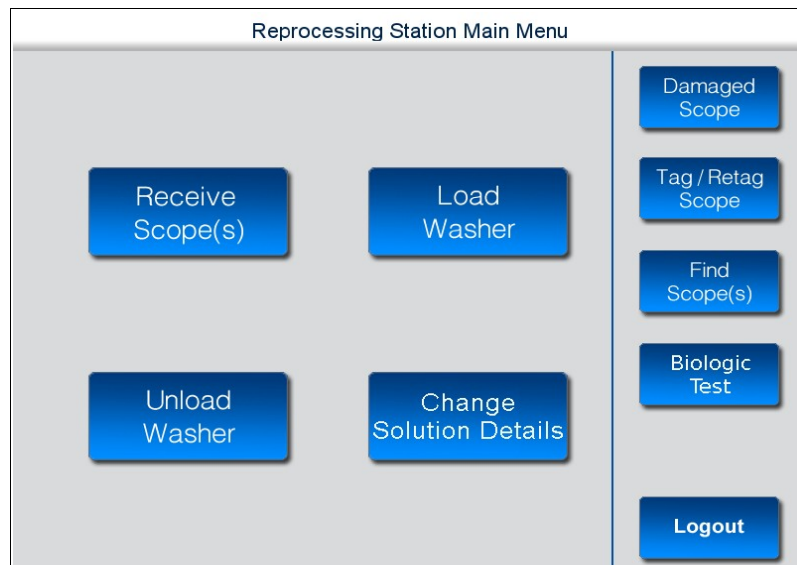 Reprocessing Station Main Menu
Receive
Scope(s)
Load
Washer
Unload
Washer
Change
Solution Details
Damaged
Scope
Tag / Retag
Scope
Find
Scope(s)
Biologic
Test
Logout